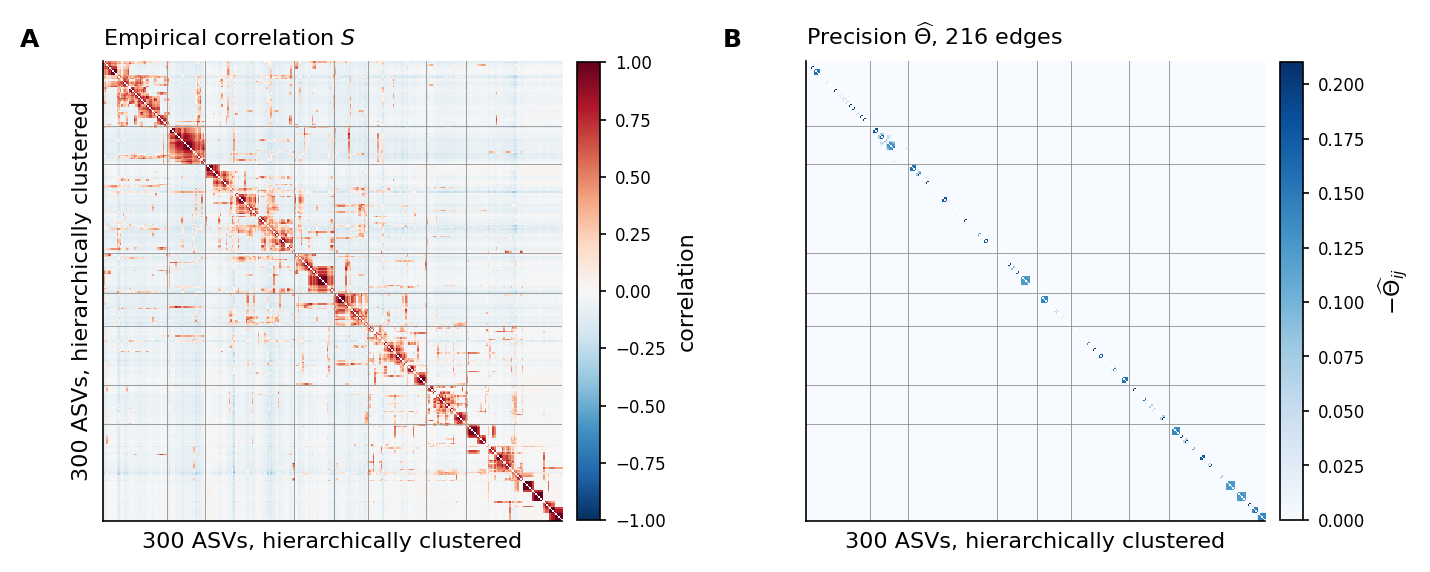 A
Empirical correlation S
300 ASVs, hierarchically clustered
300 ASVs, hierarchically clustered
1.00
0.75
0.50
0.25
0.00
−0.25
−0.50
−0.75
−1.00
correlation
B
Precision Θ̂, 216 edges
300 ASVs, hierarchically clustered
0.200
0.175
0.150
0.125
0.100
0.075
0.050
0.025
0.000
−Θ̂ij